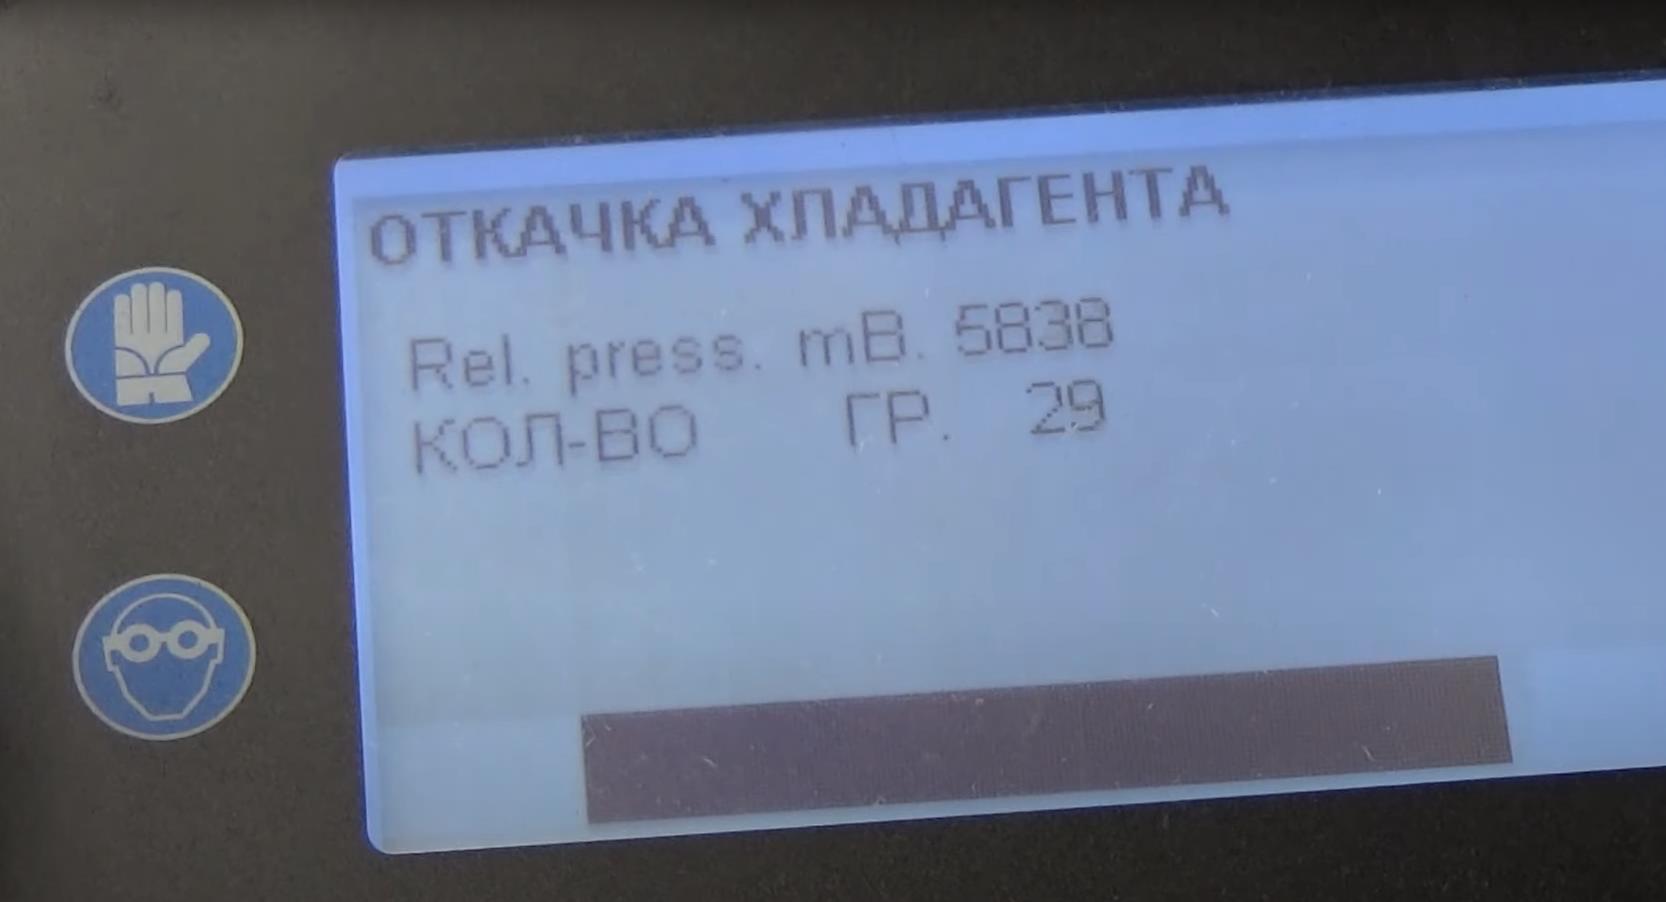 ОТКАЧКА ХЛАДАГЕНТА
Rel. press. mB. 5838
КОЛ-ВО ГР. 29